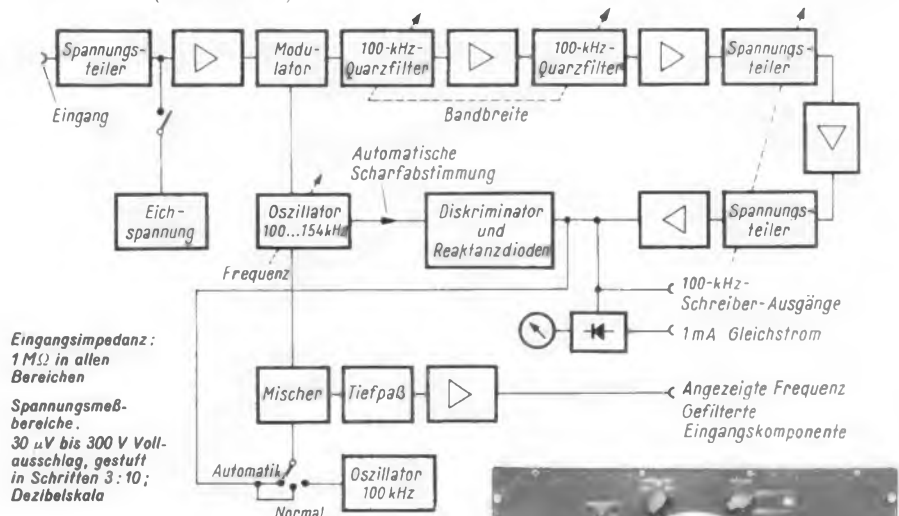 Spannungs-
teiler
Modu-
lator
100-kHz-
Quarzfilter
100-kHz-
Quarzfilter
Spannungs-
teiler
Eingang
Bandbreite
Automatische
Scharfabstimmung
Eich-
spannung
Oszillator
100...154kHz
Diskriminator
und
Reaktanzdioden
Spannungs-
teiler
Frequenz
100-kHz-
Schreiber-Ausgänge
1mA Gleichstrom
Eingangsimpedanz:
1 MΩ in allen
Bereichen
Mischer
Tiefpaß
Angezeigte Frequenz
Gefilterte
Eingangskomponente
Spannungsmeß-
bereiche.
30 µV bis 300 V Voll-
ausschlag, gestuft
in Schritten 3:10;
Dezibelskala
Automatik
Oszillator
100 kHz
Normal